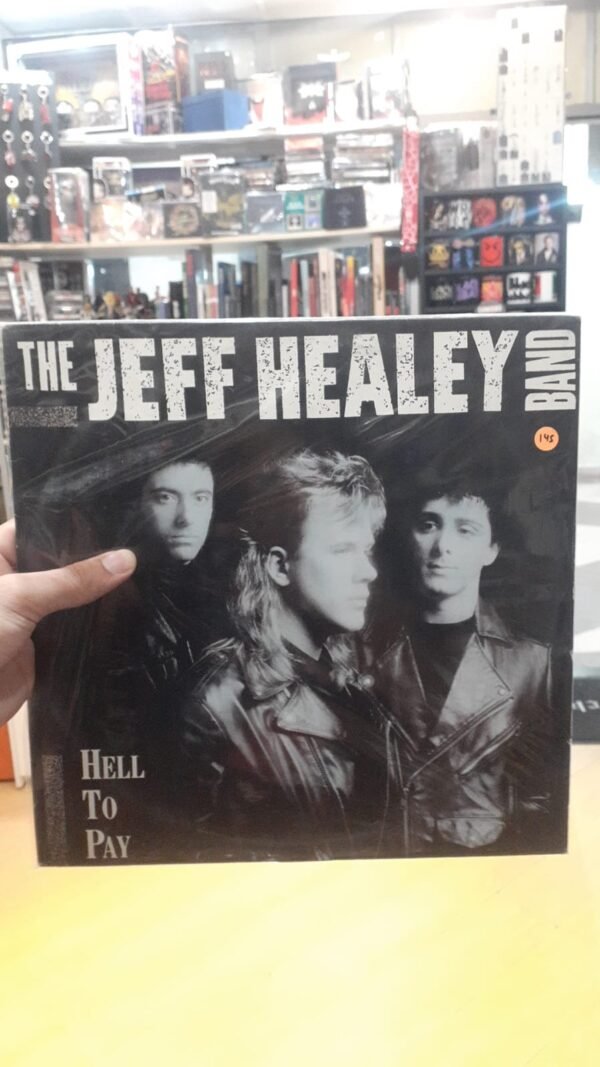 THE JEFF HEALEY BAND
145
HELL
TO
PAY